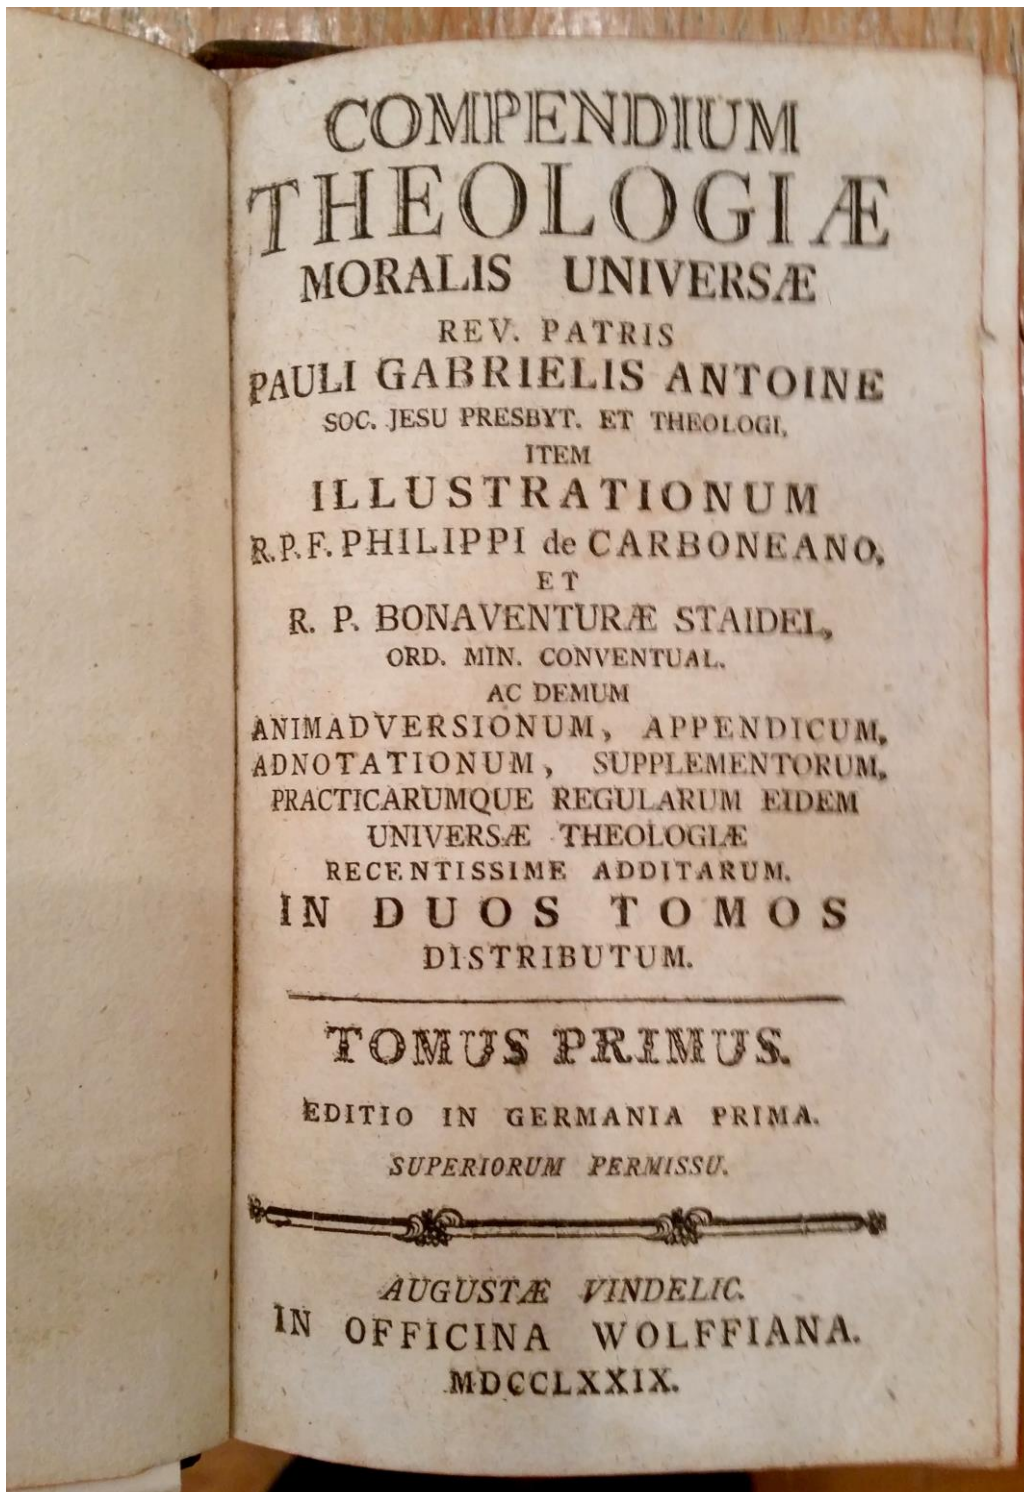 COMPENDIUM
THEOLOGIÆ
MORALIS UNIVERSÆ
REV. PATRIS
PAULI GABRIELIS ANTOINE
SOC. JESU PRESBYT. ET THEOLOGI,
ITEM
ILLUSTRATIONUM
R.P.F. PHILIPPI de CARBONEANO,
ET
R. P. BONAVENTURÆ STAIDEL,
ORD. MIN. CONVENTUAL.
AC DEMUM
ANIMADVERSIONUM, APPENDICUM,
ADNOTATIONUM, SUPPLEMENTORUM,
PRACTICARUMQUE REGULARUM EIDEM
UNIVERSÆ THEOLOGIÆ
RECENTISSIME ADDITARUM.
IN DUOS TOMOS
DISTRIBUTUM.
TOMUS PRIMUS.
EDITIO IN GERMANIA PRIMA.
SUPERIORUM PERMISSU.
AUGUSTÆ VINDELIC.
IN OFFICINA WOLFFIANA.
MDCCLXXIX.